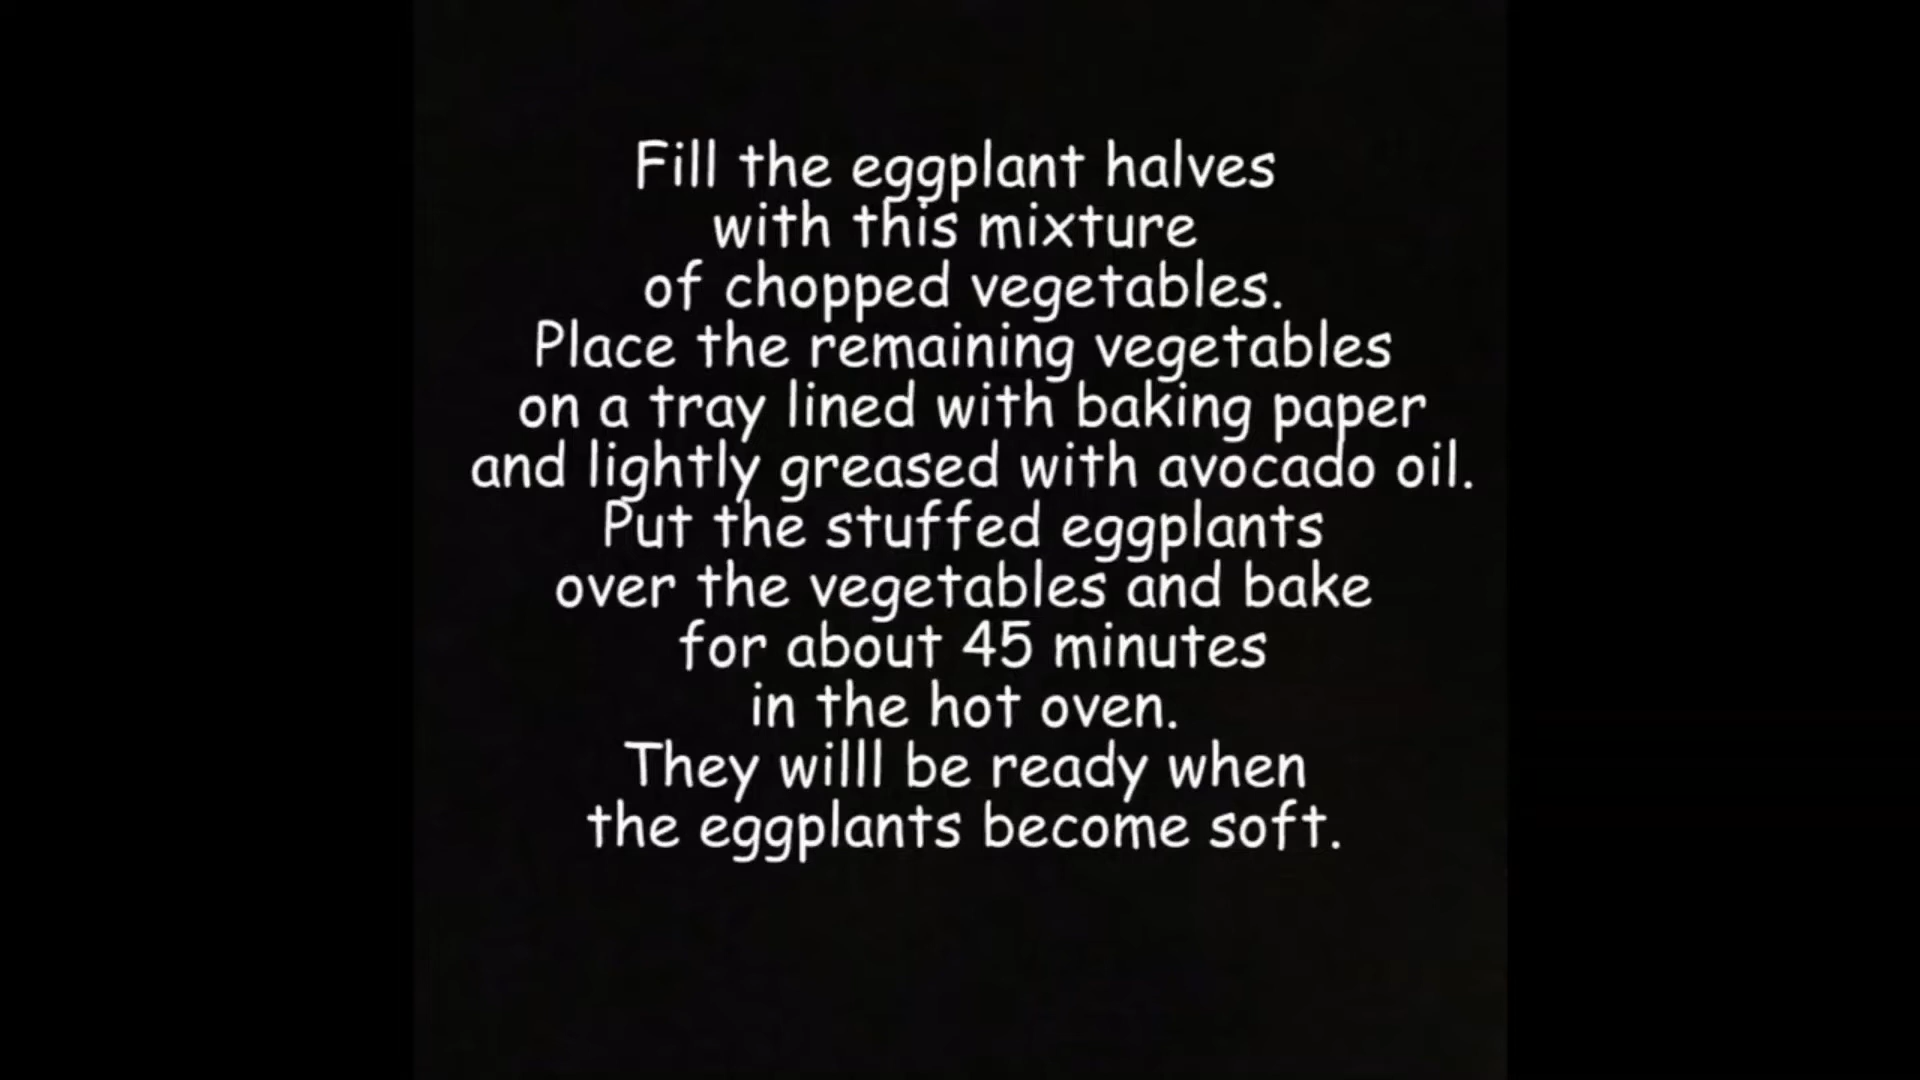 Fill the eggplant halves
with this mixture
of chopped vegetables.
Place the remaining vegetables
on a tray lined with baking paper
and lightly greased with avocado oil.
Put the stuffed eggplants
over the vegetables and bake
for about 45 minutes
in the hot oven.
They willl be ready when
the eggplants become soft.